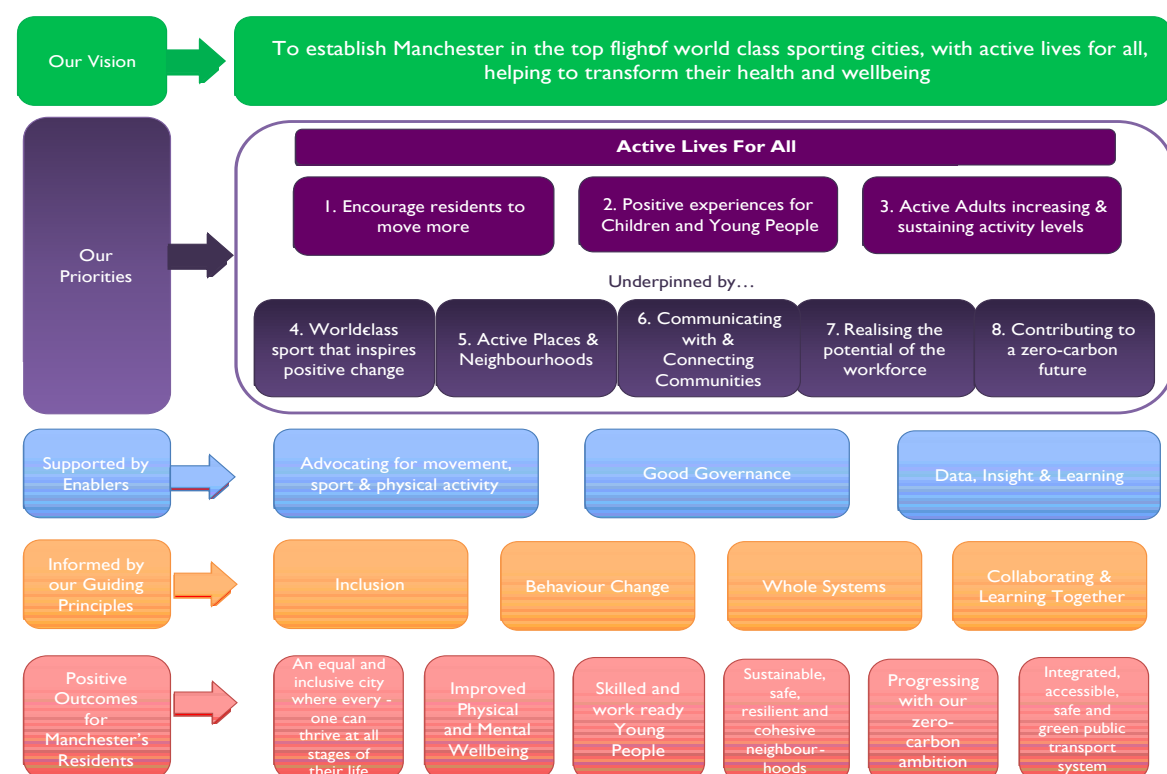 Our Vision
To establish Manchester in the top flight of world class sporting cities, with active lives for all,
helping to transform their health and wellbeing
Our
Priorities
Active Lives For All
1. Encourage residents to
move more
2. Positive experiences for
Children and Young People
3. Active Adults increasing &
sustaining activity levels
Underpinned by…
4. Worldclass
sport that inspires
positive change
5. Active Places &
Neighbourhoods
6. Communicating
with &
Connecting
Communities
7. Realising the
potential of the
workforce
8. Contributing to
a zero-carbon
future
Supported by
Enablers
Advocating for movement,
sport & physical activity
Good Governance
Data, Insight & Learning
Informed by
our Guiding
Principles
Inclusion
Behaviour Change
Whole Systems
Collaborating &
Learning Together
Positive
Outcomes
for
Manchester's
Residents
An equal and
inclusive city
where every -
one can
thrive at all
stages of
their life
Improved
Physical
and Mental
Wellbeing
Skilled and
work ready
Young
People
Sustainable,
safe,
resilient and
cohesive
neighbour-
hoods
Progressing
with our
zero-
carbon
ambition
Integrated,
accessible,
safe and
green public
transport
system